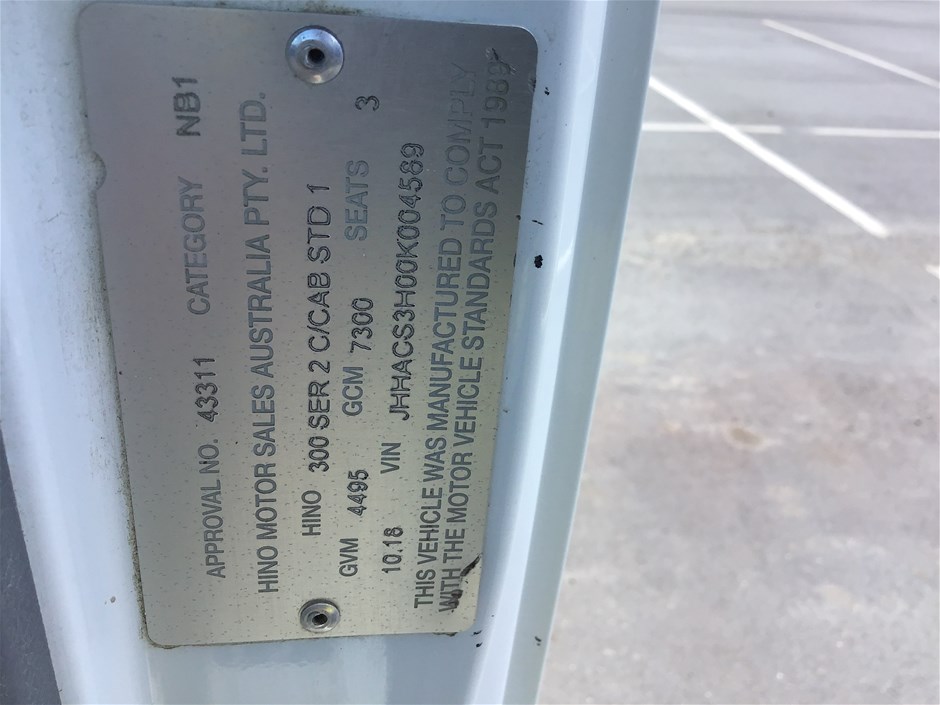 APPROVAL NO. 43311 CATEGORY NB1
HINO MOTOR SALES AUSTRALIA PTY. LTD.
HINO 300 SER 2 C/CAB STD 1
GVM 4495 GCM 7300 SEATS 3
10.18 VIN JHHACS3H00K004569
THIS VEHICLE WAS MANUFACTURED TO COMPLY
WITH THE MOTOR VEHICLE STANDARDS ACT 1989